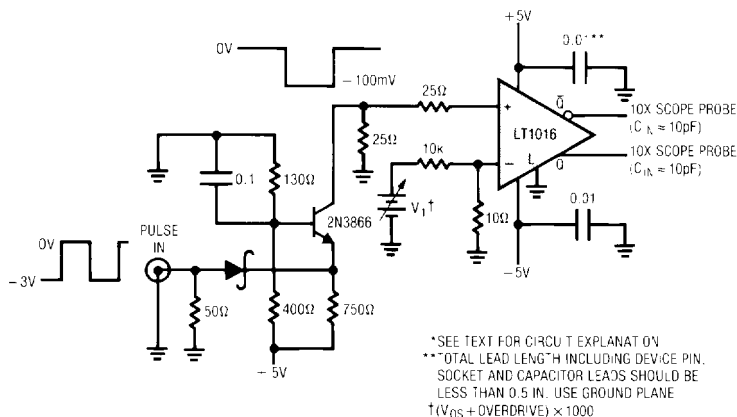 +5V
0.01**
0V
-100mV
25Ω
25Ω
+
Q̅
10X SCOPE PROBE
(C_IN ≈ 10pF)
LT1016
10k
−
L
Q
10X SCOPE PROBE
(C_IN ≈ 10pF)
0.1
130Ω
2N3866
V1†
10Ω
0.01
−5V
0V
−3V
PULSE
IN
50Ω
400Ω
750Ω
+5V
*SEE TEXT FOR CIRCUIT EXPLANATION
**TOTAL LEAD LENGTH INCLUDING DEVICE PIN,
SOCKET AND CAPACITOR LEADS SHOULD BE
LESS THAN 0.5 IN. USE GROUND PLANE
†(VOS + OVERDRIVE) × 1000